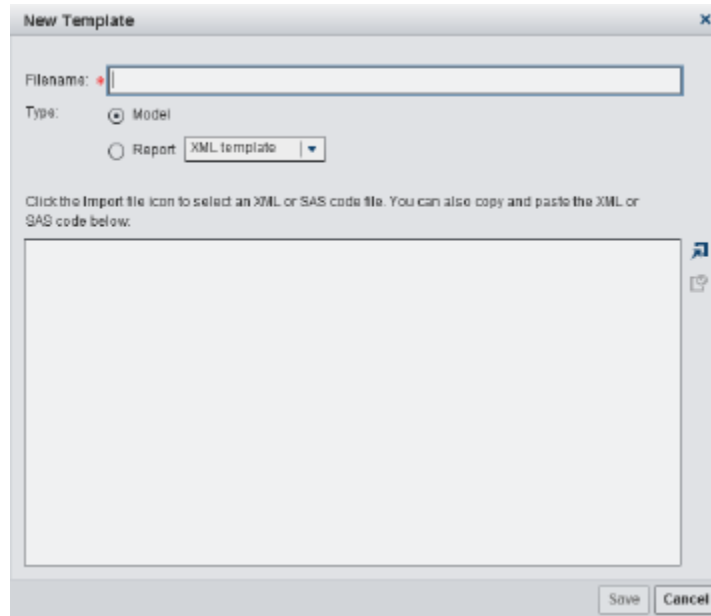 New Template
Filename: *
Type: Model
Report XML template
Click the Import file icon to select an XML or SAS code file. You can also copy and paste the XML or
SAS code below:
Save Cancel